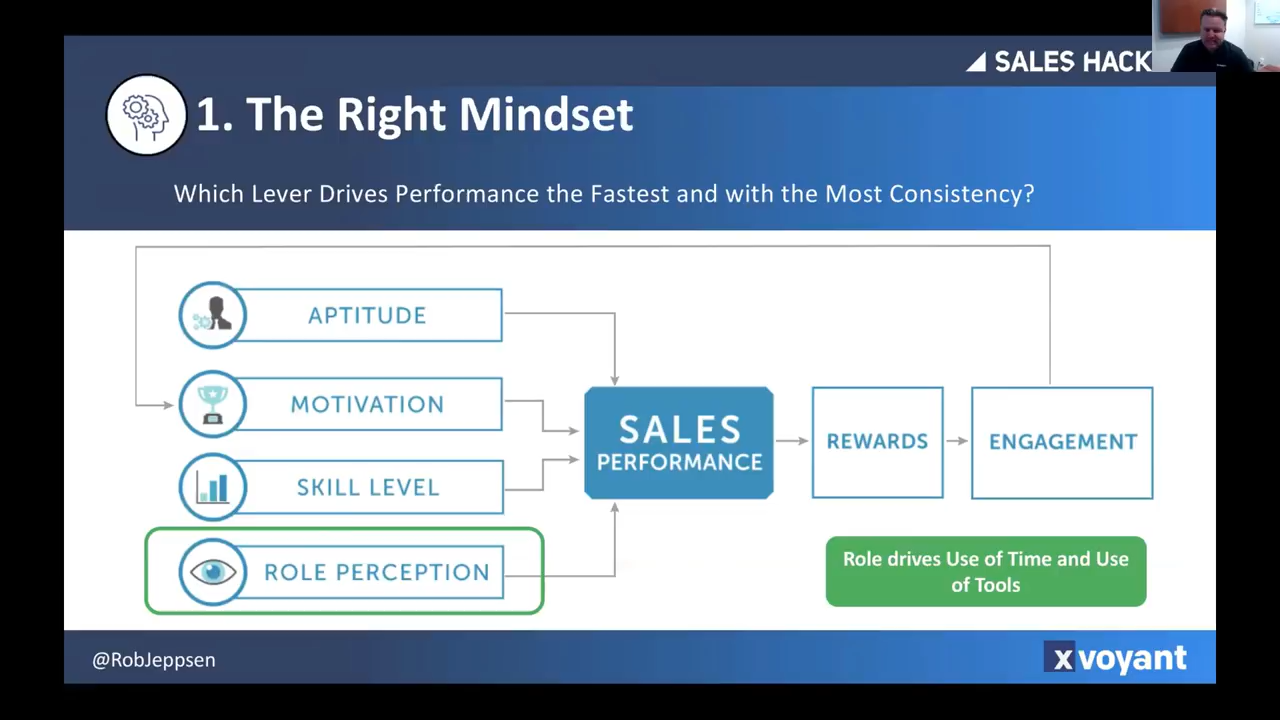 SALES HACK
1. The Right Mindset
Which Lever Drives Performance the Fastest and with the Most Consistency?
APTITUDE
MOTIVATION
SKILL LEVEL
ROLE PERCEPTION
SALES
PERFORMANCE
REWARDS
ENGAGEMENT
Role drives Use of Time and Use
of Tools
@RobJeppsen
xvoyant